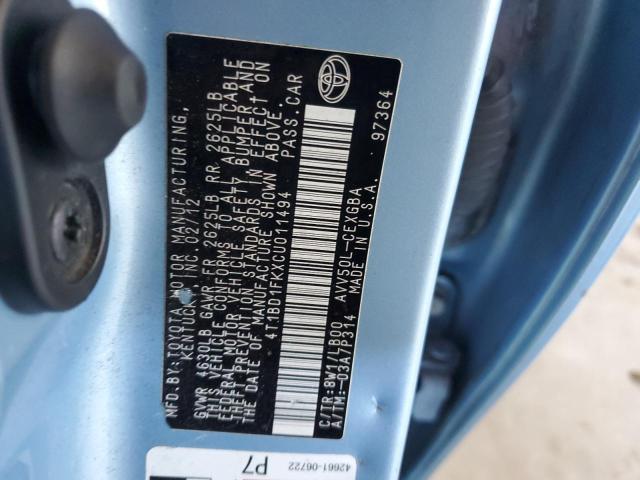 MFD.BY:TOYOTA MOTOR MANUFACTURING,
KENTUCKY, INC. 02/12
GVWR 4630LB GAWR FR 2625LB RR 2625LB
THIS VEHICLE CONFORMS TO ALL APPLICABLE
FEDERAL MOTOR VEHICLE SAFETY, BUMPER AND
THEFT PREVENTION STANDARDS IN EFFECT ON
THE DATE OF MANUFACTURE SHOWN ABOVE.
4T1BD1FKXCU011494 PASS.CAR
C/TR:8W1/LB00 AVV50L-CEXGBA
A/TM:-03A/P314 MADE IN U.S.A.
97364
42661-06722
P7